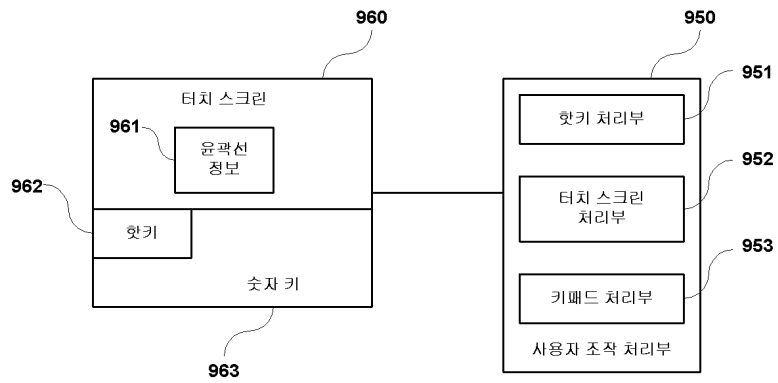 960
950
터치 스크린
951
핫키 처리부
961
윤곽선
정보
952
962
터치 스크린
처리부
핫키
953
숫자 키
키패드 처리부
사용자 조작 처리부
963